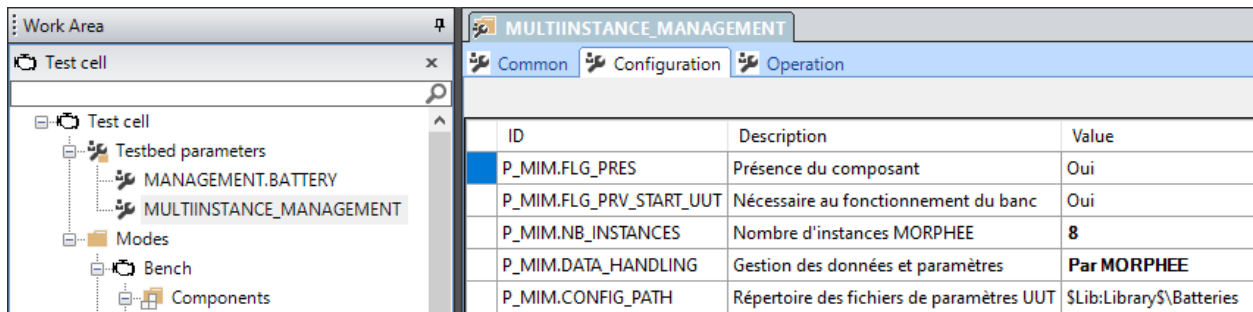 Work Area
Test cell
Test cell
Testbed parameters
MANAGEMENT.BATTERY
MULTIINSTANCE_MANAGEMENT
Modes
Bench
Components
MULTIINSTANCE_MANAGEMENT
Common Configuration Operation
ID Description Value
P_MIM.FLG_PRES Présence du composant Oui
P_MIM.FLG_PRV_START_UUT Nécessaire au fonctionnement du banc Oui
P_MIM.NB_INSTANCES Nombre d'instances MORPHEE 8
P_MIM.DATA_HANDLING Gestion des données et paramètres Par MORPHEE
P_MIM.CONFIG_PATH Répertoire des fichiers de paramètres UUT $Lib:Library$\Batteries